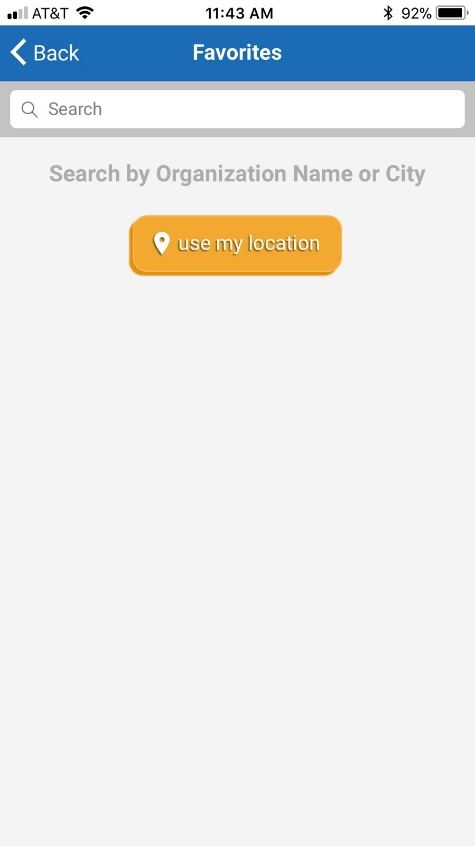 AT&T 11:43 AM 92%
Back Favorites
Search
Search by Organization Name or City
use my location